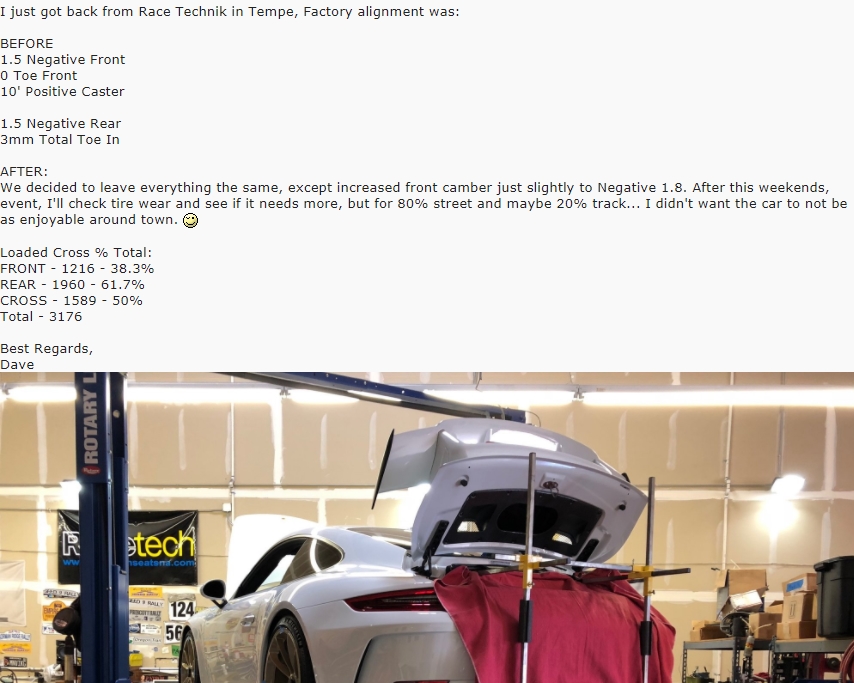 I just got back from Race Technik in Tempe, Factory alignment was:
BEFORE
1.5 Negative Front
0 Toe Front
10' Positive Caster
1.5 Negative Rear
3mm Total Toe In
AFTER:
We decided to leave everything the same, except increased front camber just slightly to Negative 1.8. After this weekends,
event, I'll check tire wear and see if it needs more, but for 80% street and maybe 20% track... I didn't want the car to not be
as enjoyable around town.
Loaded Cross % Total:
FRONT - 1216 - 38.3%
REAR - 1960 - 61.7%
CROSS - 1589 - 50%
Total - 3176
Best Regards,
Dave
ROTARY L
tech
124
56